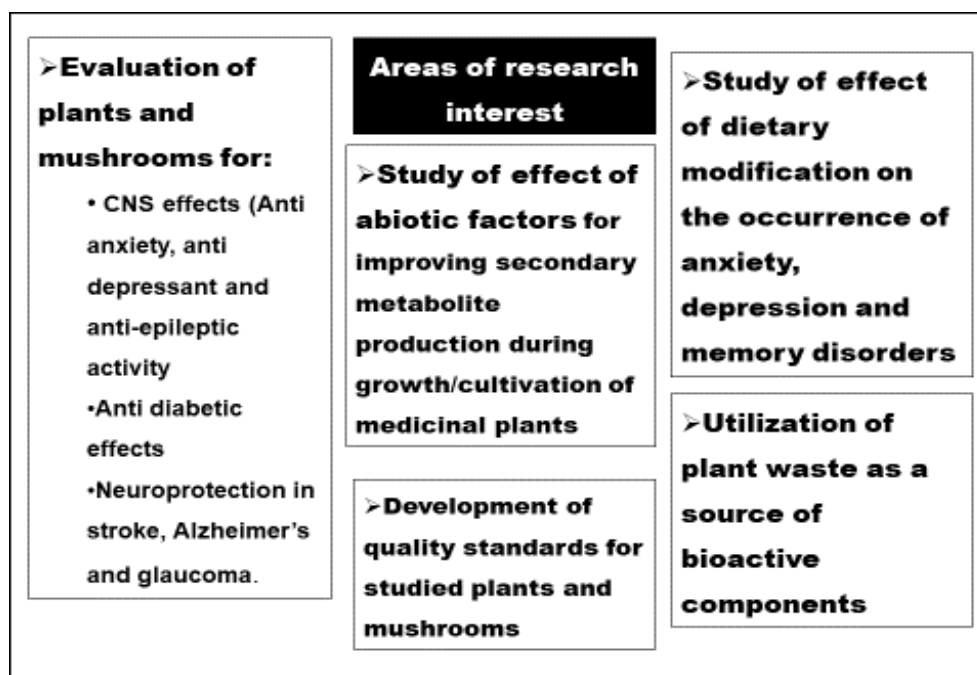 ➢Evaluation of
plants and
mushrooms for:
• CNS effects (Anti
anxiety, anti
depressant and
anti-epileptic
activity
•Anti diabetic
effects
•Neuroprotection in
stroke, Alzheimer’s
and glaucoma.
Areas of research
interest
➢Study of effect of
abiotic factors for
improving secondary
metabolite
production during
growth/cultivation of
medicinal plants
➢Development of
quality standards for
studied plants and
mushrooms
➢Study of effect
of dietary
modification on
the occurrence of
anxiety,
depression and
memory disorders
➢Utilization of
plant waste as a
source of
bioactive
components